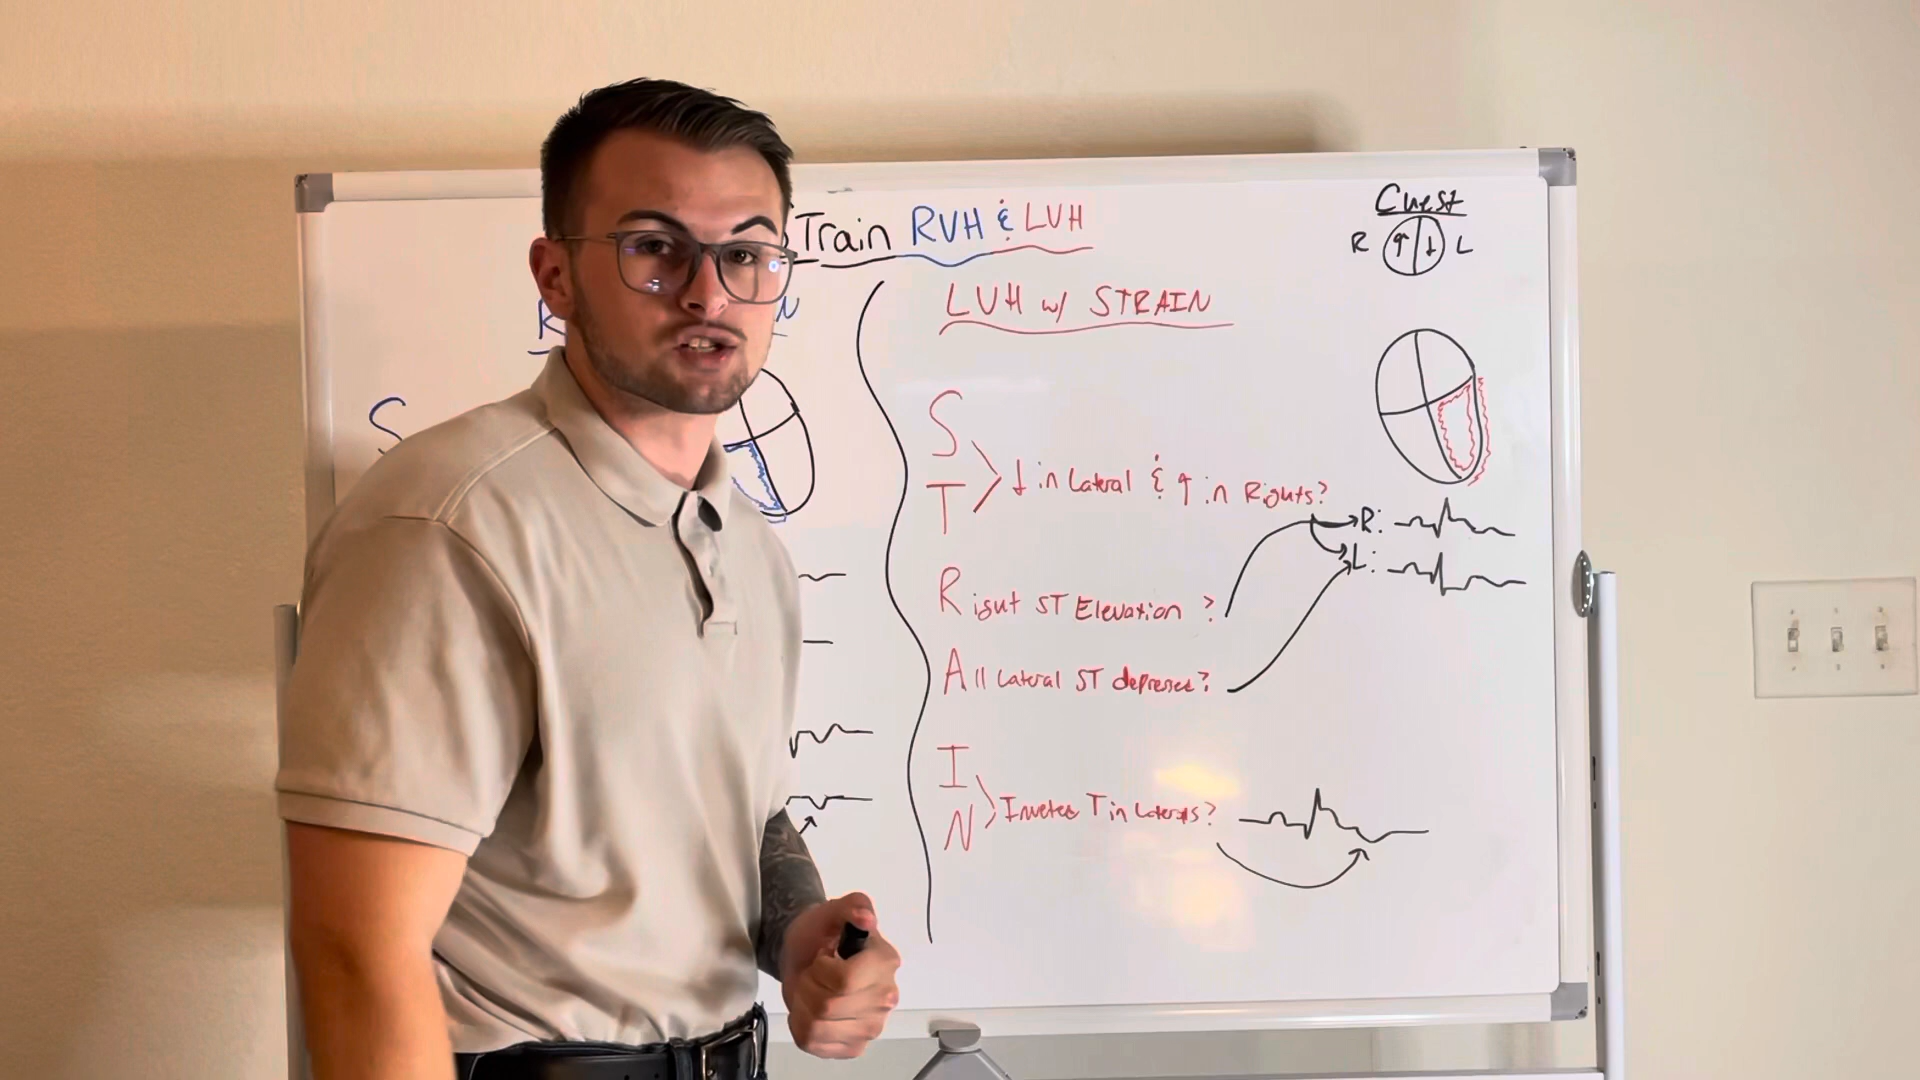 STrain RVH & LVH
Chest
R ↑ ↓ L
LVH w/ STRAIN
S
S
T
↓ in Lateral & ↑ in Rights?
R:
L:
Right ST Elevation ?
All Lateral ST depressed?
I
N
Inverted T in Laterals?